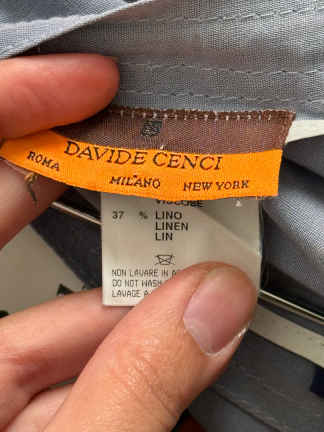 DAVIDE CENCI
ROMA MILANO NEW YORK
VISCOSE
37 % LINO
LINEN
LIN
NON LAVARE IN
DO NOT WASH
LAVAGE A